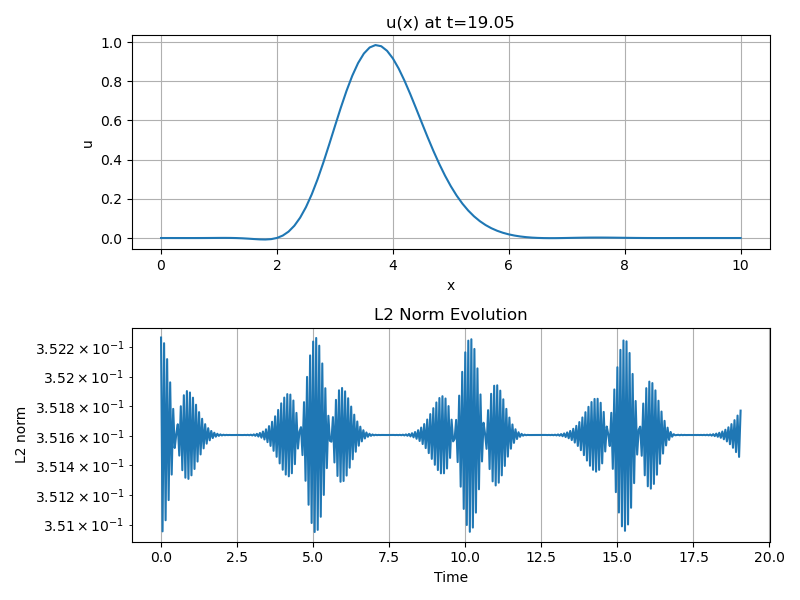 u(x) at t=19.05
1.0
0.8
0.6
0.4
0.2
0.0
u
0 2 4 6 8 10
x
L2 Norm Evolution
3.522 × 10⁻¹
3.52 × 10⁻¹
3.518 × 10⁻¹
3.516 × 10⁻¹
3.514 × 10⁻¹
3.512 × 10⁻¹
3.51 × 10⁻¹
L2 norm
0.0 2.5 5.0 7.5 10.0 12.5 15.0 17.5 20.0
Time